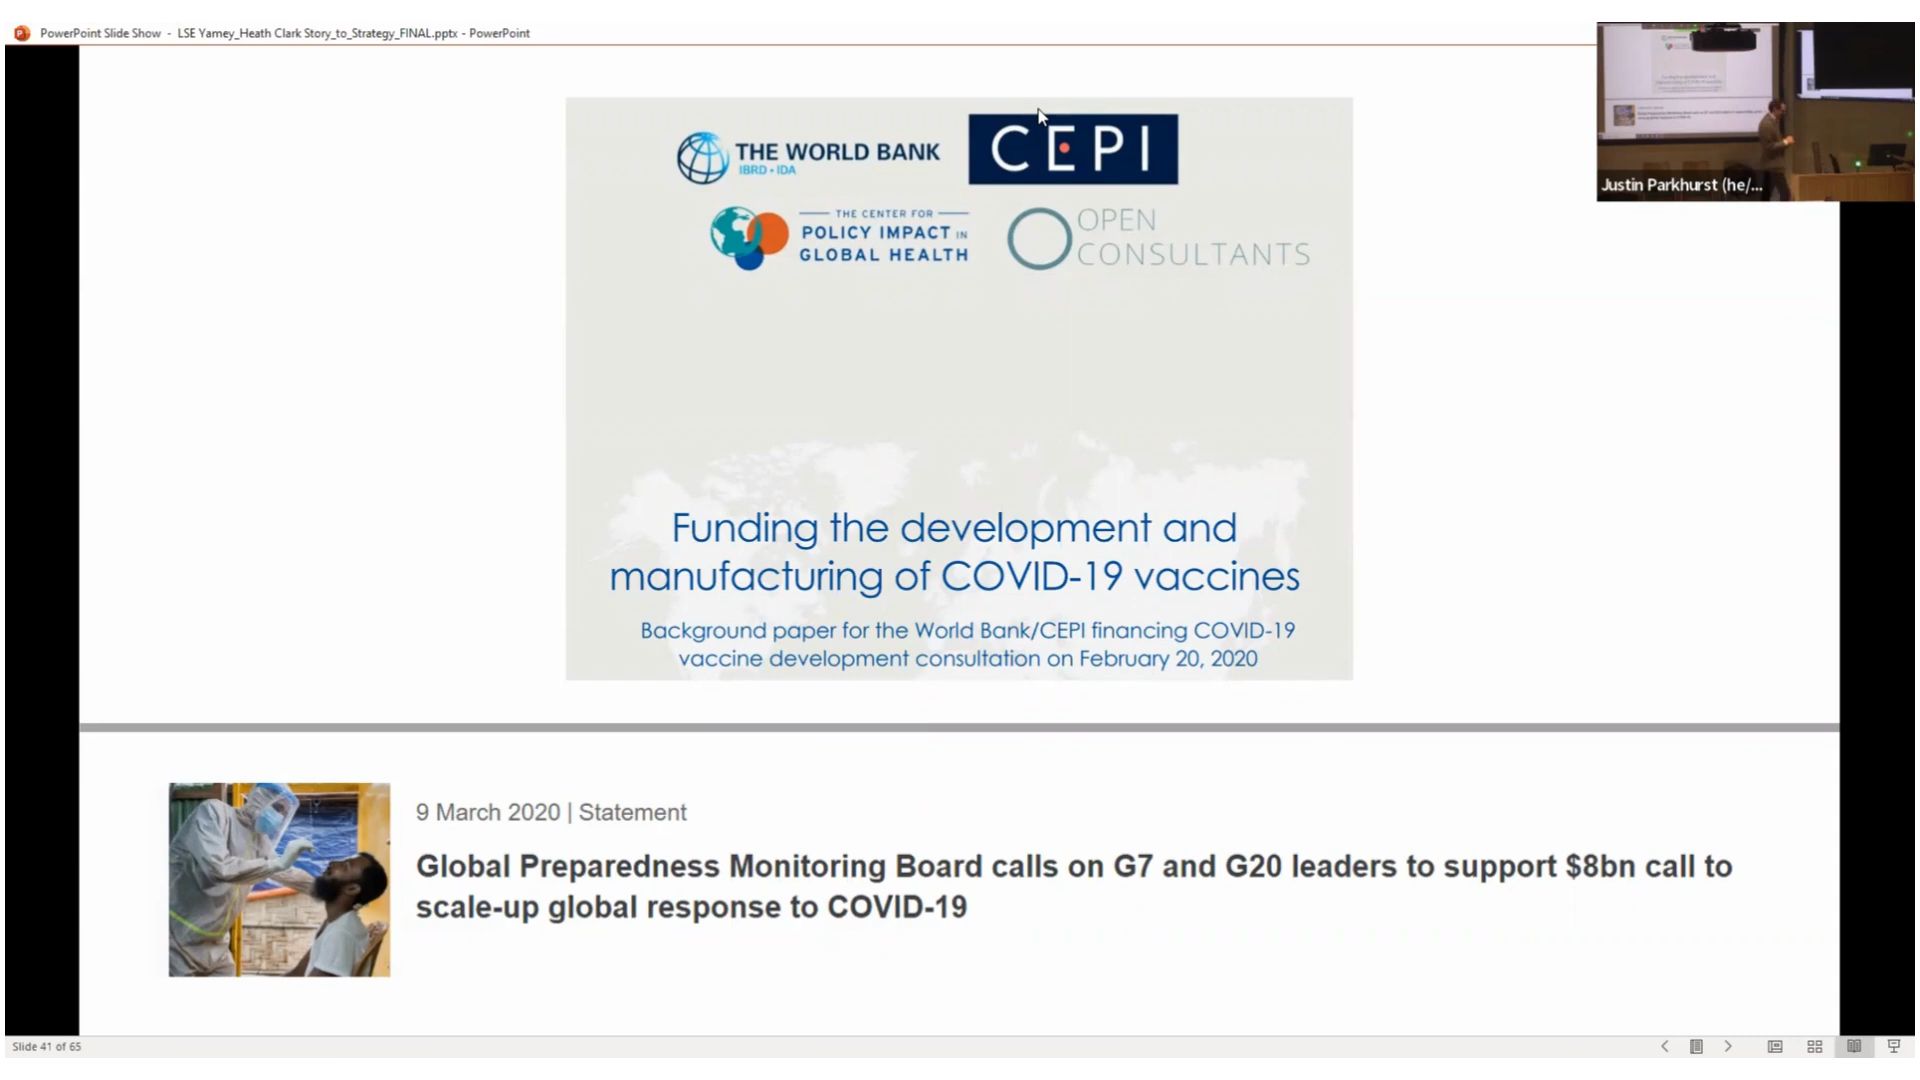 PowerPoint Slide Show - LSE Yamey_Heath Clark Story_to_Strategy_FINAL.pptx - PowerPoint
Justin Parkhurst (he/...
THE WORLD BANK
IBRD • IDA
CEPI
THE CENTER FOR
POLICY IMPACT IN
GLOBAL HEALTH
OPEN
CONSULTANTS
Funding the development and
manufacturing of COVID-19 vaccines
Background paper for the World Bank/CEPI financing COVID-19
vaccine development consultation on February 20, 2020
9 March 2020 | Statement
Global Preparedness Monitoring Board calls on G7 and G20 leaders to support $8bn call to
scale-up global response to COVID-19
Slide 41 of 65